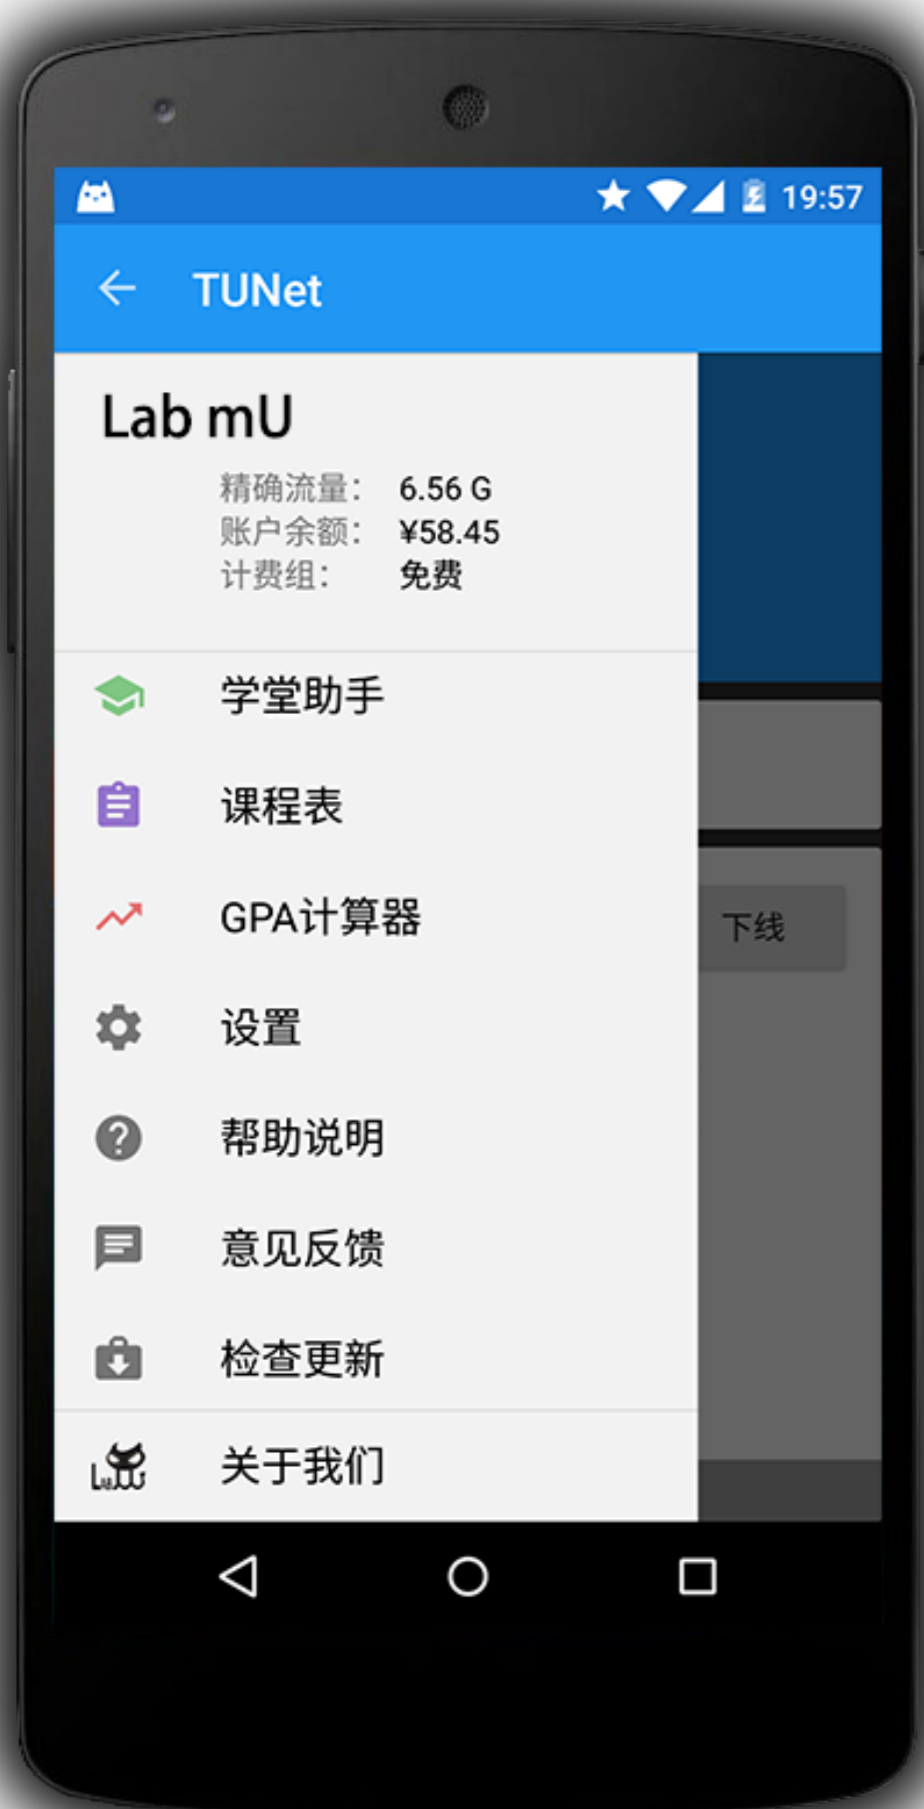 19:57
TUNet
Lab mU
精确流量： 6.56 G
账户余额： ¥58.45
计费组： 免费
学堂助手
课程表
GPA计算器
下线
设置
帮助说明
意见反馈
检查更新
关于我们